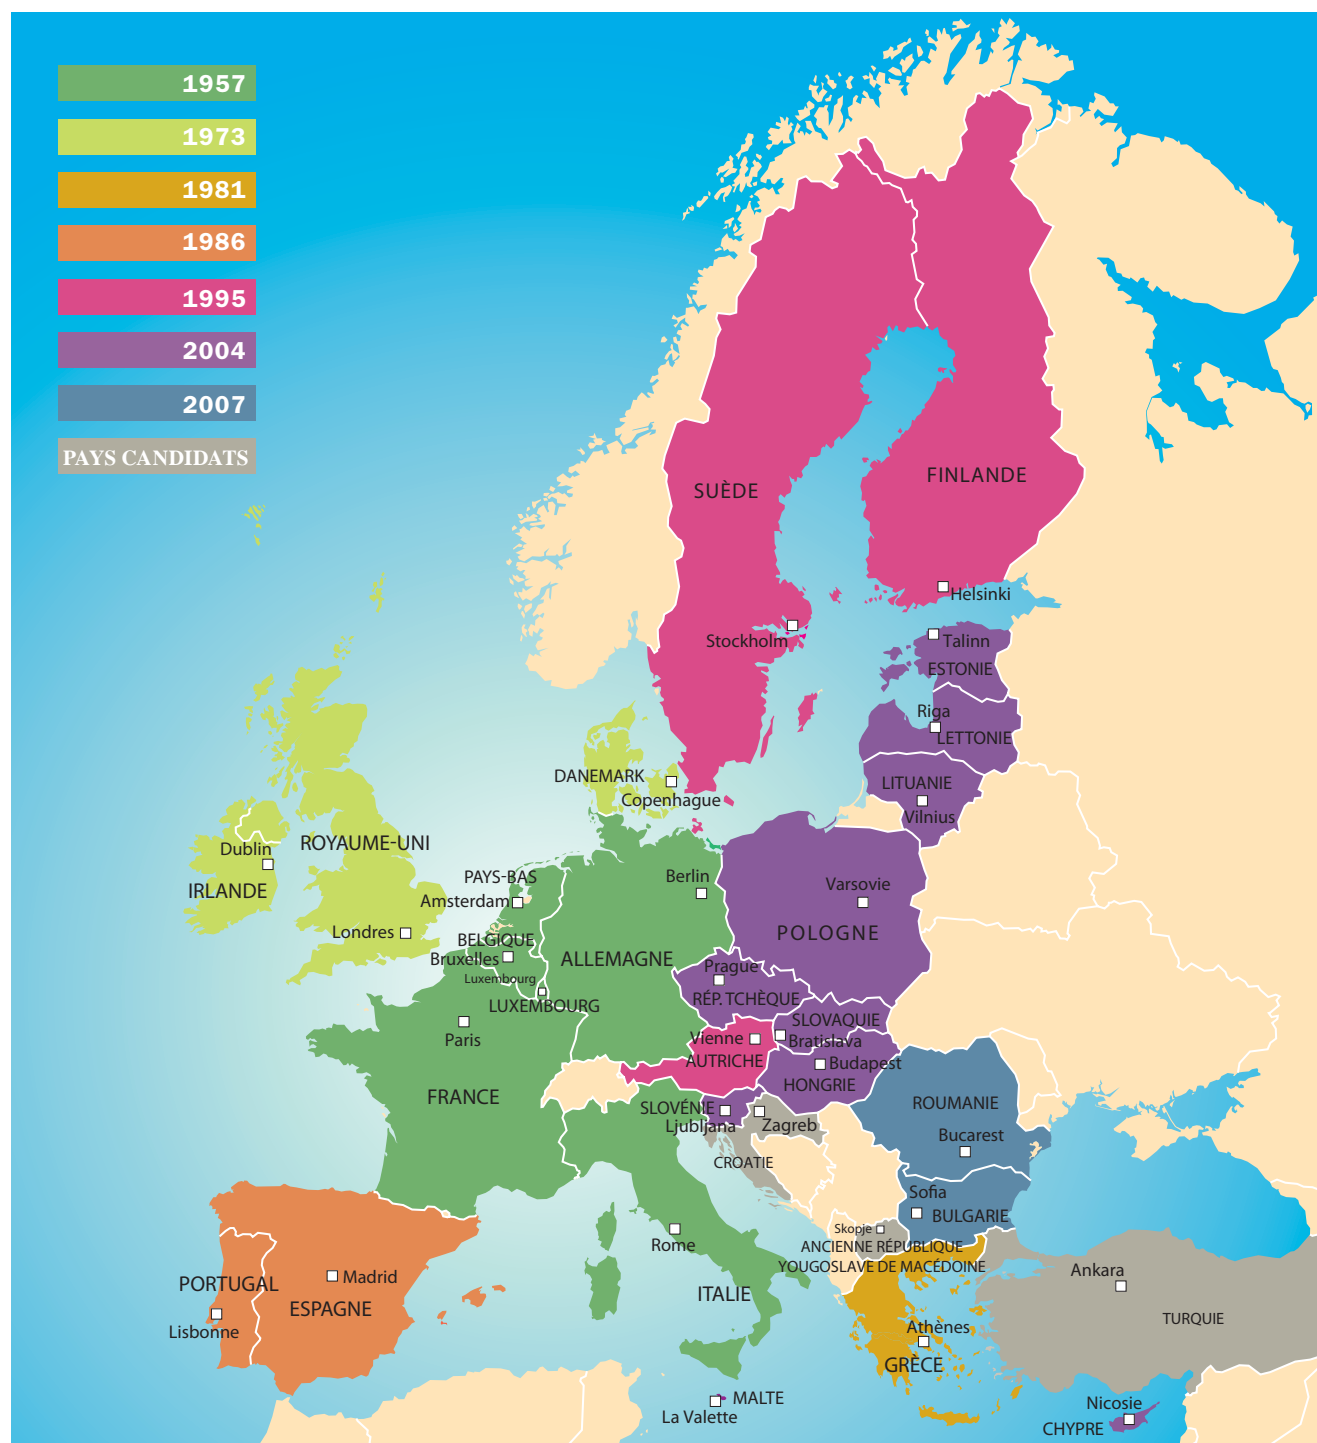 1957
1973
1981
1986
1995
2004
2007
PAYS CANDIDATS
SUÈDE
FINLANDE
Helsinki
Stockholm
Talinn
ESTONIE
Riga
LETTONIE
DANEMARK
Copenhague
LITUANIE
Vilnius
ROYAUME-UNI
Dublin
IRLANDE
Londres
PAYS-BAS
Amsterdam
BELGIQUE
Bruxelles
Luxembourg
LUXEMBOURG
Berlin
ALLEMAGNE
Varsovie
POLOGNE
Prague
RÉP. TCHÈQUE
SLOVAQUIE
Bratislava
Vienne
AUTRICHE
Budapest
HONGRIE
Paris
FRANCE
SLOVÉNIE
Ljubljana
Zagreb
CROATIE
ROUMANIE
Bucarest
Sofia
BULGARIE
Skopje
ANCIENNE RÉPUBLIQUE
YOUGOSLAVE DE MACÉDOINE
Rome
ITALIE
PORTUGAL
Lisbonne
Madrid
ESPAGNE
Athènes
GRÈCE
Ankara
TURQUIE
MALTE
La Valette
Nicosie
CHYPRE